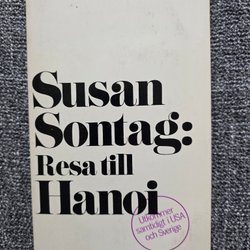 Susan
Sontag:
Resa till
Hanoi
Utkommer
samtidigt i USA
och Sverige